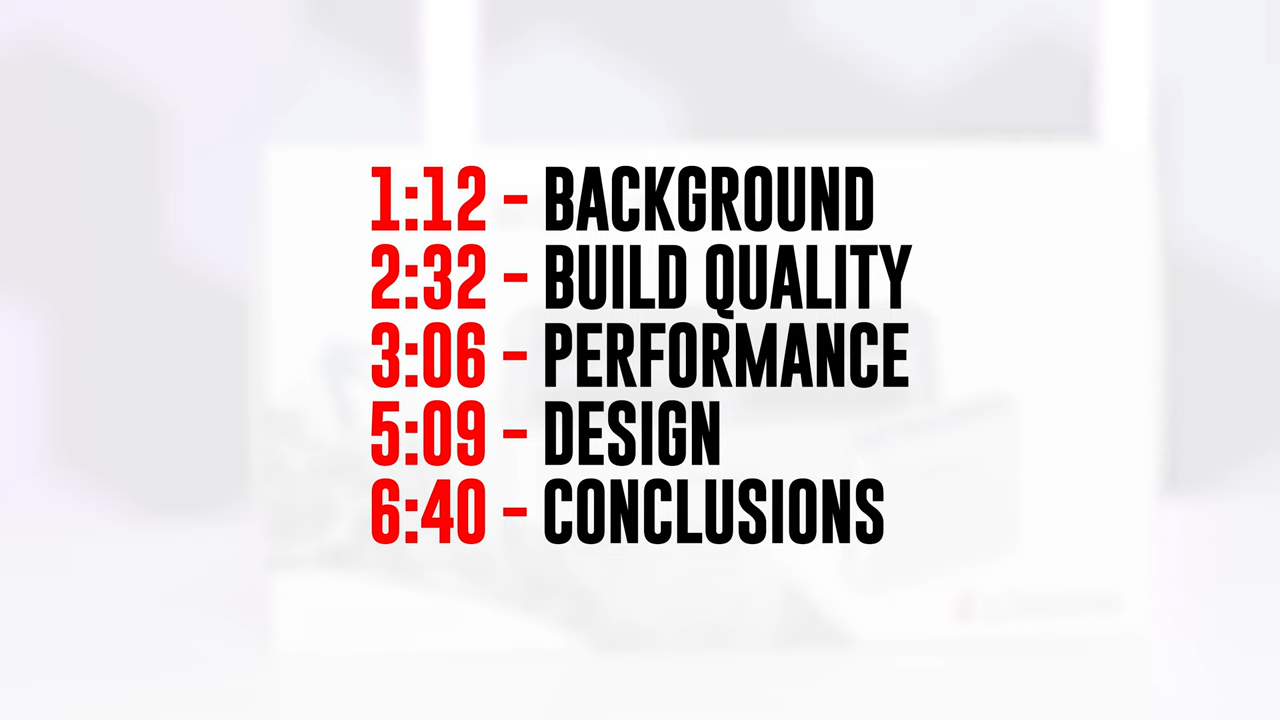 1:12 - BACKGROUND
2:32 - BUILD QUALITY
3:06 - PERFORMANCE
5:09 - DESIGN
6:40 - CONCLUSIONS